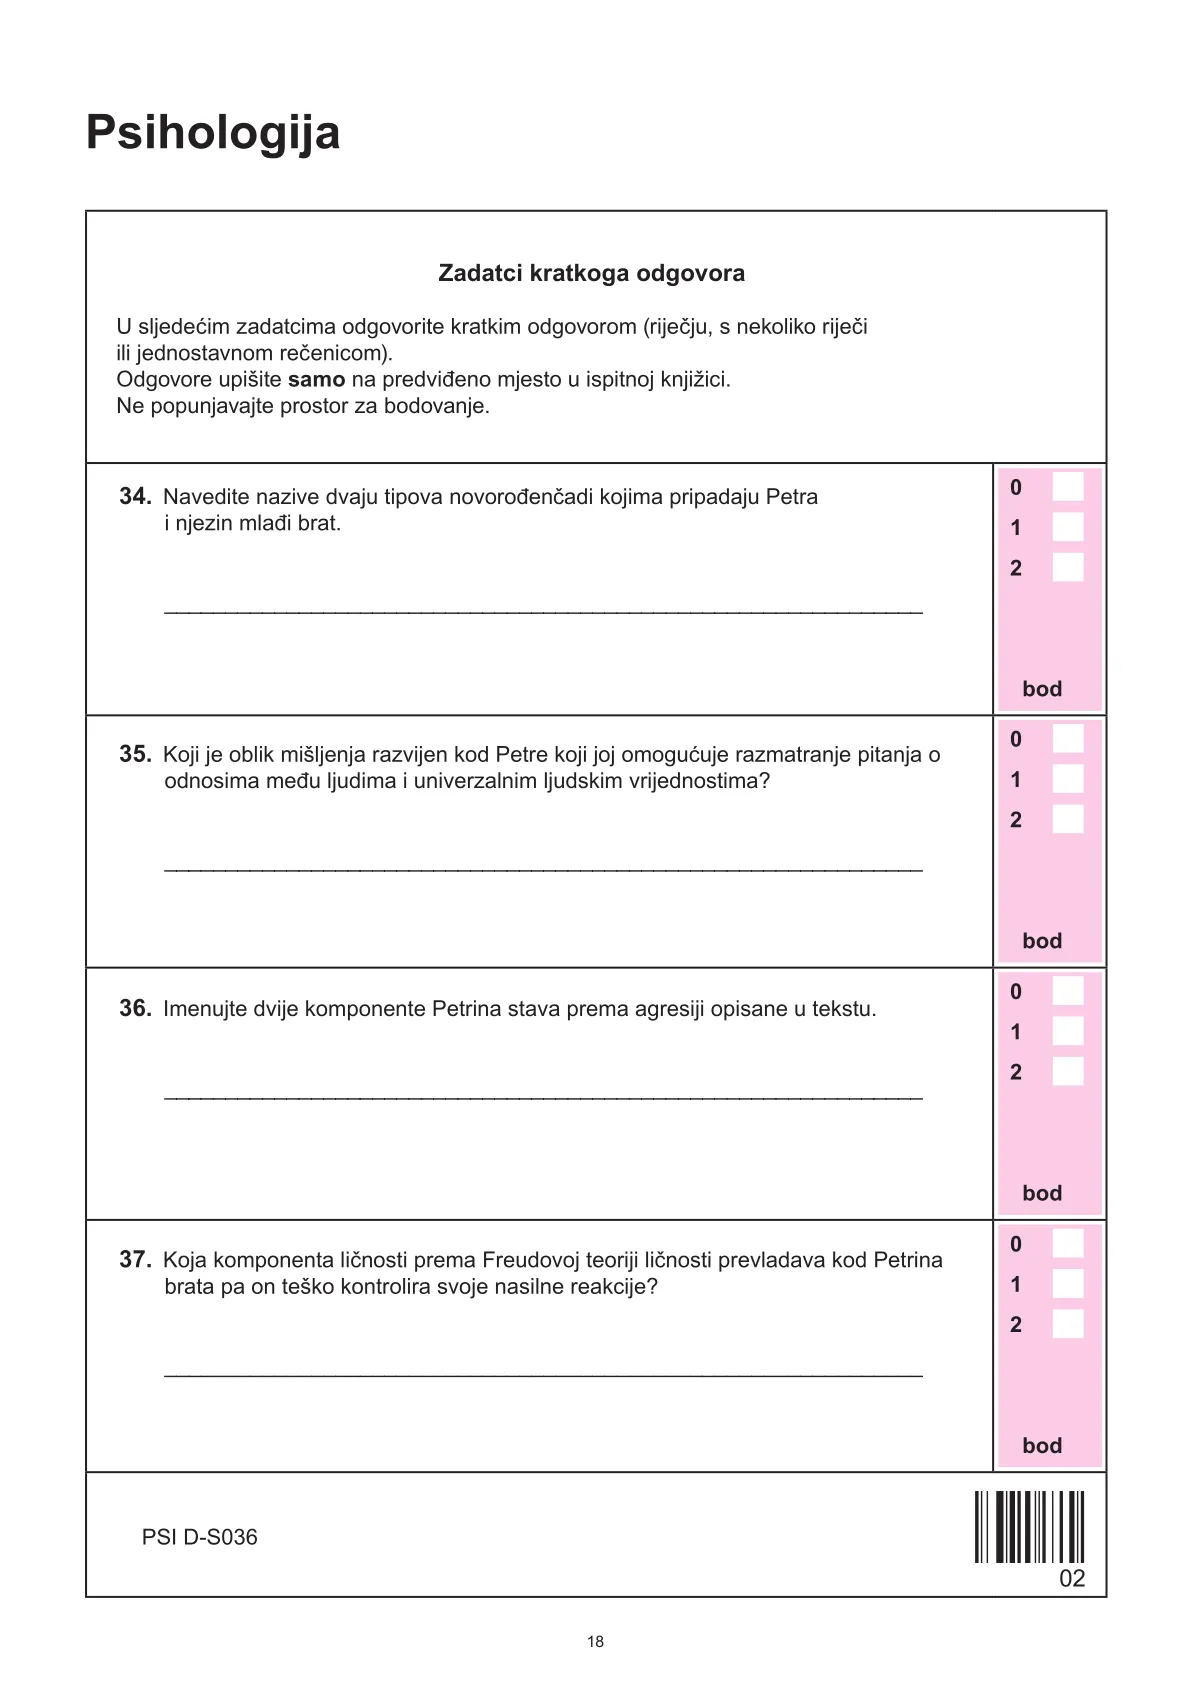 Psihologija
Zadatci kratkoga odgovora
U sljedećim zadatcima odgovorite kratkim odgovorom (riječju, s nekoliko riječi
ili jednostavnom rečenicom).
Odgovore upišite samo na predviđeno mjesto u ispitnoj knjižici.
Ne popunjavajte prostor za bodovanje.
34. Navedite nazive dvaju tipova novorođenčadi kojima pripadaju Petra
i njezin mlađi brat.
0
1
2
bod
35. Koji je oblik mišljenja razvijen kod Petre koji joj omogućuje razmatranje pitanja o
odnosima među ljudima i univerzalnim ljudskim vrijednostima?
0
1
2
bod
36. Imenujte dvije komponente Petrina stava prema agresiji opisane u tekstu.
0
1
2
bod
37. Koja komponenta ličnosti prema Freudovoj teoriji ličnosti prevladava kod Petrina
brata pa on teško kontrolira svoje nasilne reakcije?
0
1
2
bod
PSI D-S036
02
18